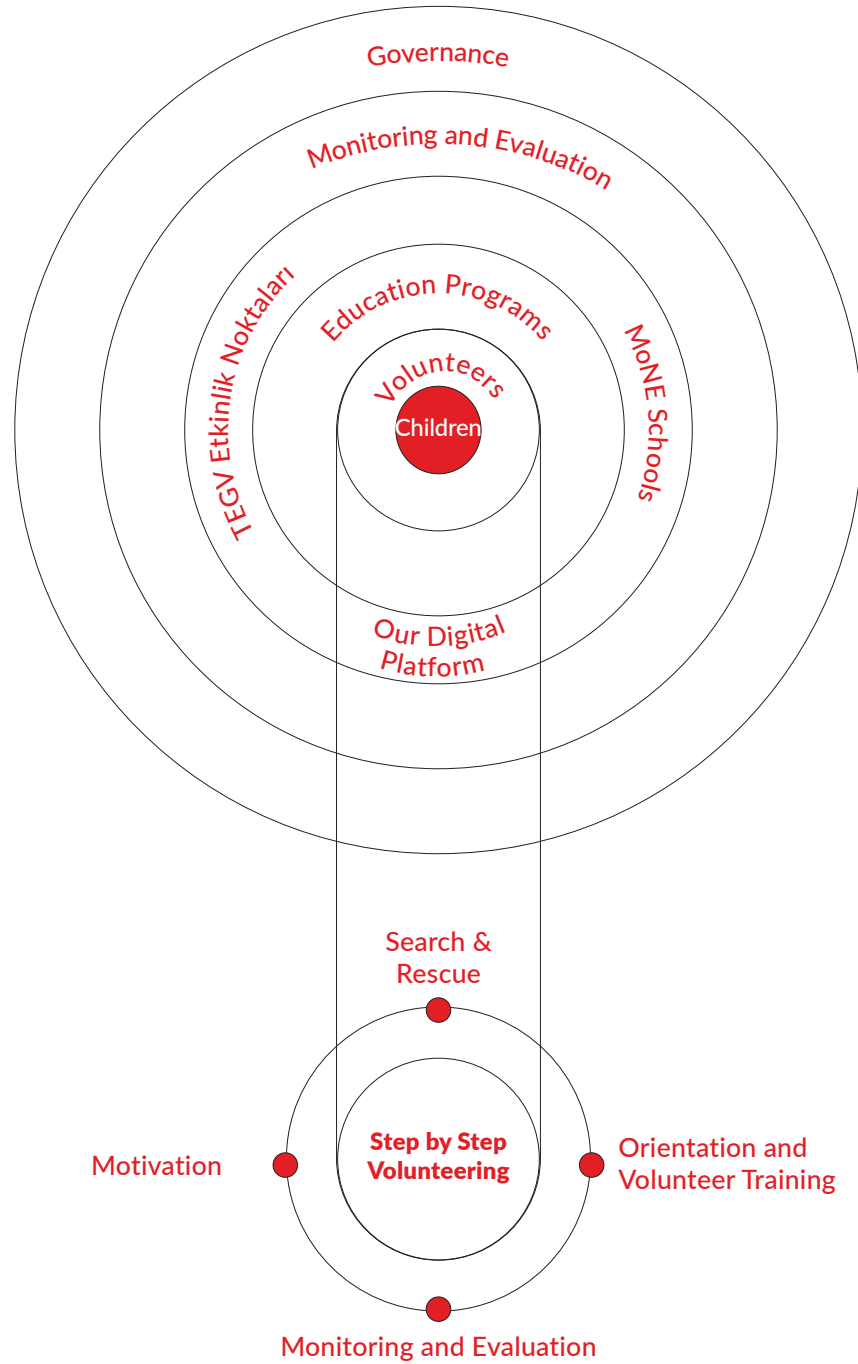 Governance
Monitoring and Evaluation
Education Programs
TEGV Etkinlik Noktaları
MoNE Schools
Volunteers
Children
Our Digital
Platform
Search &
Rescue
Step by Step
Volunteering
Motivation
Orientation and
Volunteer Training
Monitoring and Evaluation